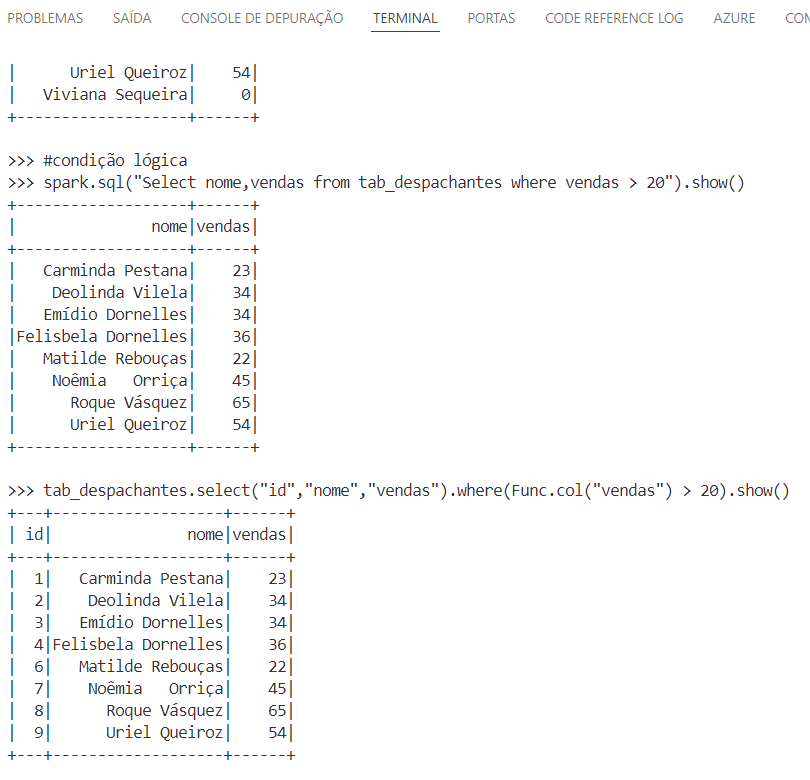 PROBLEMAS SAÍDA CONSOLE DE DEPURAÇÃO TERMINAL PORTAS CODE REFERENCE LOG AZURE COM
|      Uriel Queiroz|    54|
|   Viviana Sequeira|     0|
+-------------------+------+
>>> #condição lógica
>>> spark.sql("Select nome,vendas from tab_despachantes where vendas > 20").show()
+-------------------+------+
|               nome|vendas|
+-------------------+------+
|   Carminda Pestana|    23|
|    Deolinda Vilela|    34|
|   Emídio Dornelles|    34|
|Felisbela Dornelles|    36|
|   Matilde Rebouças|    22|
|    Noêmia   Orriça|    45|
|      Roque Vásquez|    65|
|      Uriel Queiroz|    54|
+-------------------+------+
>>> tab_despachantes.select("id","nome","vendas").where(Func.col("vendas") > 20).show()
+---+-------------------+------+
| id|               nome|vendas|
+---+-------------------+------+
|  1|   Carminda Pestana|    23|
|  2|    Deolinda Vilela|    34|
|  3|   Emídio Dornelles|    34|
|  4|Felisbela Dornelles|    36|
|  6|   Matilde Rebouças|    22|
|  7|    Noêmia   Orriça|    45|
|  8|      Roque Vásquez|    65|
|  9|      Uriel Queiroz|    54|
+---+-------------------+------+